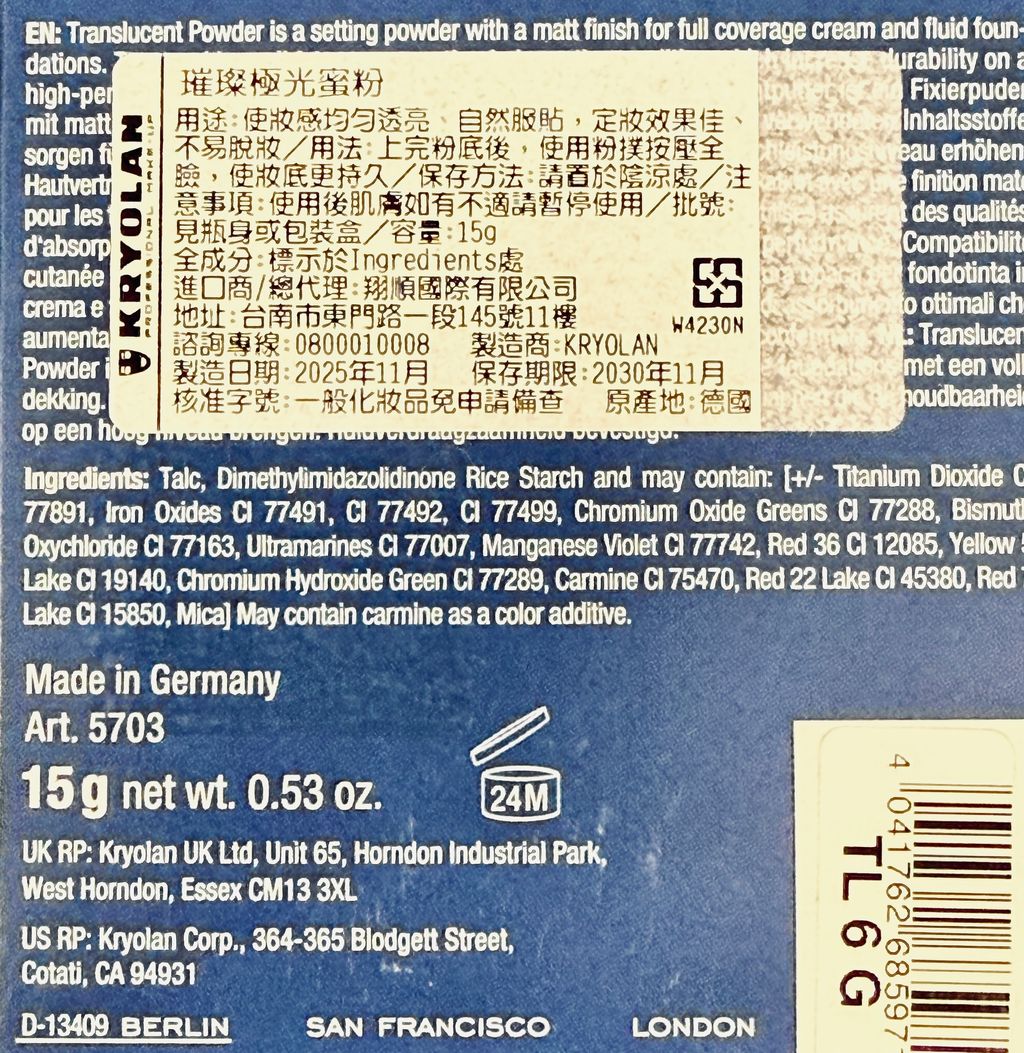 EN: Translucent Powder is a setting powder with a matt finish for full coverage cream and fluid foun-
dations. durability on a
high-per Fixierpuder
mit matt Inhaltsstoffe
sorgen fü eau erhöhen
Hautvertr finition mate
pour les des qualités
d'absorp Compatibilit
cutanée fondotinta i
crema e o ottimali ch
aumenta : Translucen
Powder i met een voll
dekking. houdbaarhei
op een hoog niveau brengen. Huidverdraagzaamheid bevestigd.
KRYOLAN
璀璨極光蜜粉
用途:使妝感均勻透亮、自然服貼,定妝效果佳、
不易脫妝/用法:上完粉底後,使用粉撲按壓全
臉,使妝底更持久/保存方法:請置於陰涼處/注
意事項:使用後肌膚如有不適請暫停使用/批號:
見瓶身或包裝盒/容量:15g
全成分:標示於Ingredients處
進口商/總代理:翔順國際有限公司
地址:台南市東門路一段145號11樓
諮詢專線:0800010008 製造商:KRYOLAN
製造日期:2025年11月 保存期限:2030年11月
核准字號:一般化妝品免申請備查 原產地:德國
W4230N
Ingredients: Talc, Dimethylimidazolidinone Rice Starch and may contain: [+/- Titanium Dioxide C
77891, Iron Oxides CI 77491, CI 77492, CI 77499, Chromium Oxide Greens CI 77288, Bismuth
Oxychloride CI 77163, Ultramarines CI 77007, Manganese Violet CI 77742, Red 36 CI 12085, Yellow 5
Lake CI 19140, Chromium Hydroxide Green CI 77289, Carmine CI 75470, Red 22 Lake CI 45380, Red 7
Lake CI 15850, Mica] May contain carmine as a color additive.
Made in Germany
Art. 5703
15 g net wt. 0.53 oz.
24M
UK RP: Kryolan UK Ltd, Unit 65, Horndon Industrial Park,
West Horndon, Essex CM13 3XL
US RP: Kryolan Corp., 364-365 Blodgett Street,
Cotati, CA 94931
D-13409 BERLIN SAN FRANCISCO LONDON
4 041762 68597
TL 6 G